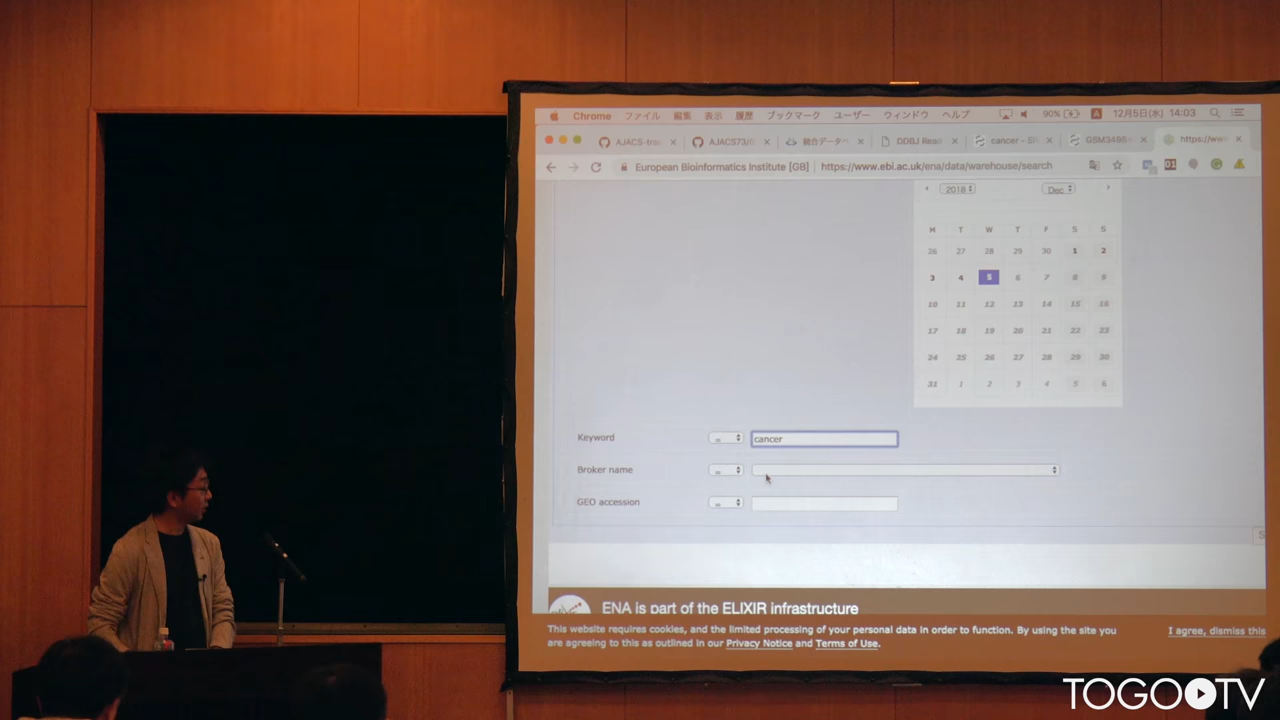 Chrome ファイル 編集 表示 履歴 ブックマーク ユーザー ウィンドウ ヘルプ 90% A 12月5日(水) 14:03
DDBJ Read
European Bioinformatics Institute [GB] https://www.ebi.ac.uk/ena/data/warehouse/search
2018 Dec
M T W T F S S
26 27 28 29 30 1 2
3 4 5 6 7 8 9
10 11 12 13 14 15 16
17 18 19 20 21 22 23
24 25 26 27 28 29 30
31 1 2 3 4 5 6
Keyword = cancer
Broker name =
GEO accession =
ENA is part of the ELIXIR infrastructure
This website requires cookies, and the limited processing of your personal data in order to function. By using the site you
are agreeing to this as outlined in our Privacy Notice and Terms of Use.
I agree, dismiss this
TOGO TV